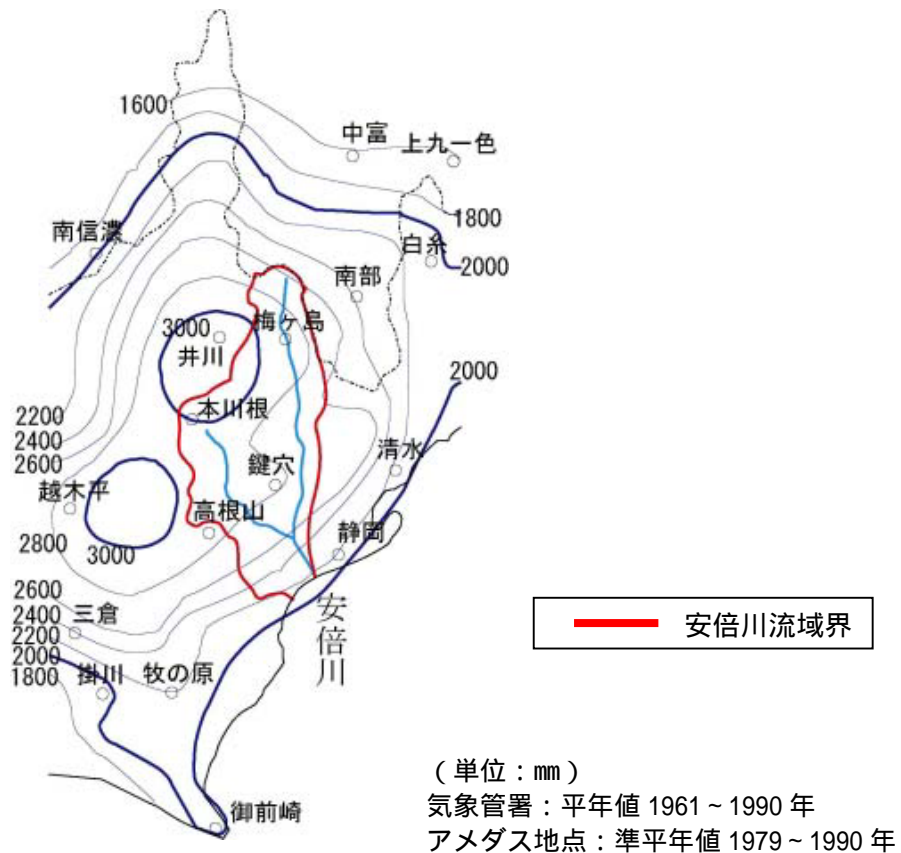 1600
中富
上九一色
1800
南信濃
白糸
2000
南部
3000
梅ヶ島
井川
2000
2200
本川根
2400
2600
清水
鍵穴
越木平
高根山
静岡
2800
3000
2600
安倍川
2400
三倉
2200
2000
1800
掛川
牧の原
安倍川流域界
御前崎
(単位:㎜)
気象管署:平年値 1961~1990 年
アメダス地点:準平年値 1979~1990 年